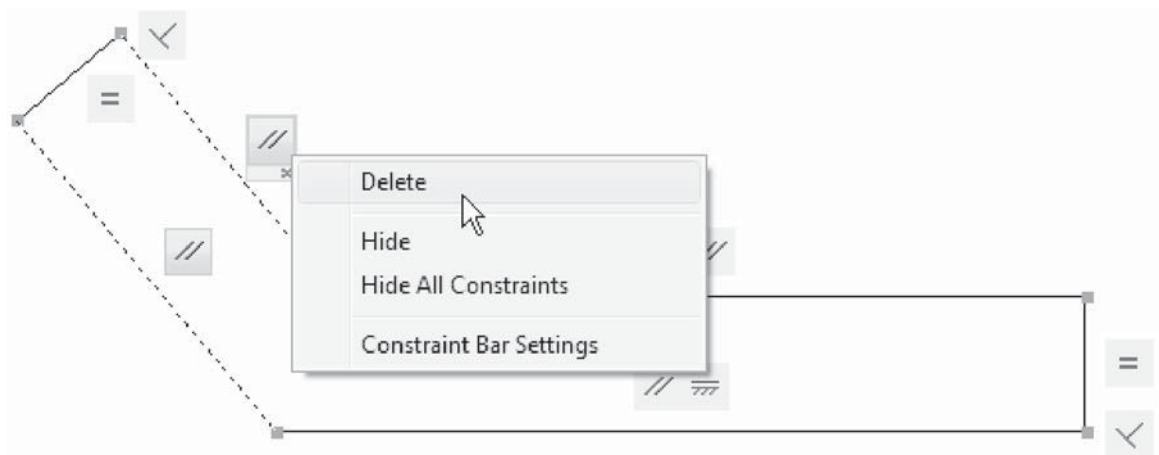 Delete
Hide
Hide All Constraints
Constraint Bar Settings